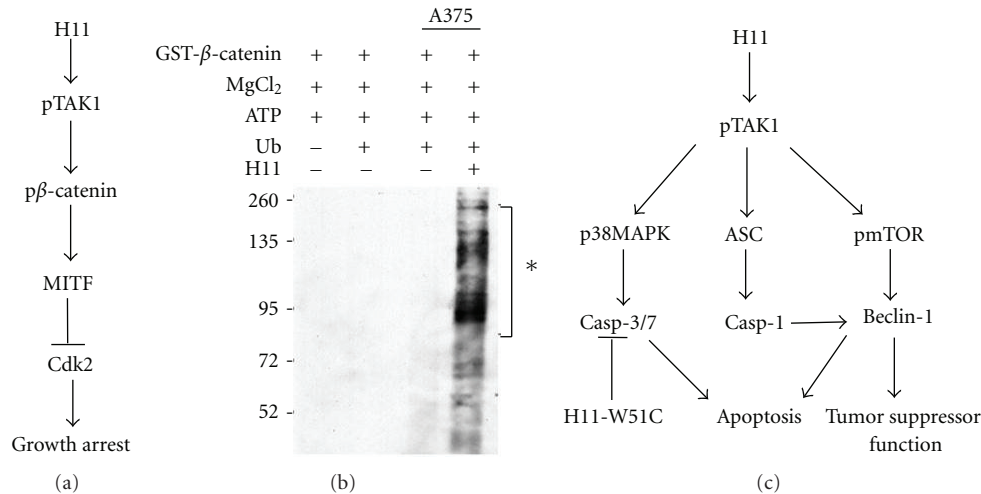 H11
pTAK1
pβ-catenin
MITF
Cdk2
Growth arrest
(a)
A375
GST-β-catenin + + + +
MgCl₂ + + + +
ATP + + + +
Ub − + + +
H11 − − − +
260
135
95
72
52
*
(b)
H11
pTAK1
p38MAPK ASC pmTOR
Casp-3/7 Casp-1 Beclin-1
H11-W51C Apoptosis Tumor suppressor
function
(c)